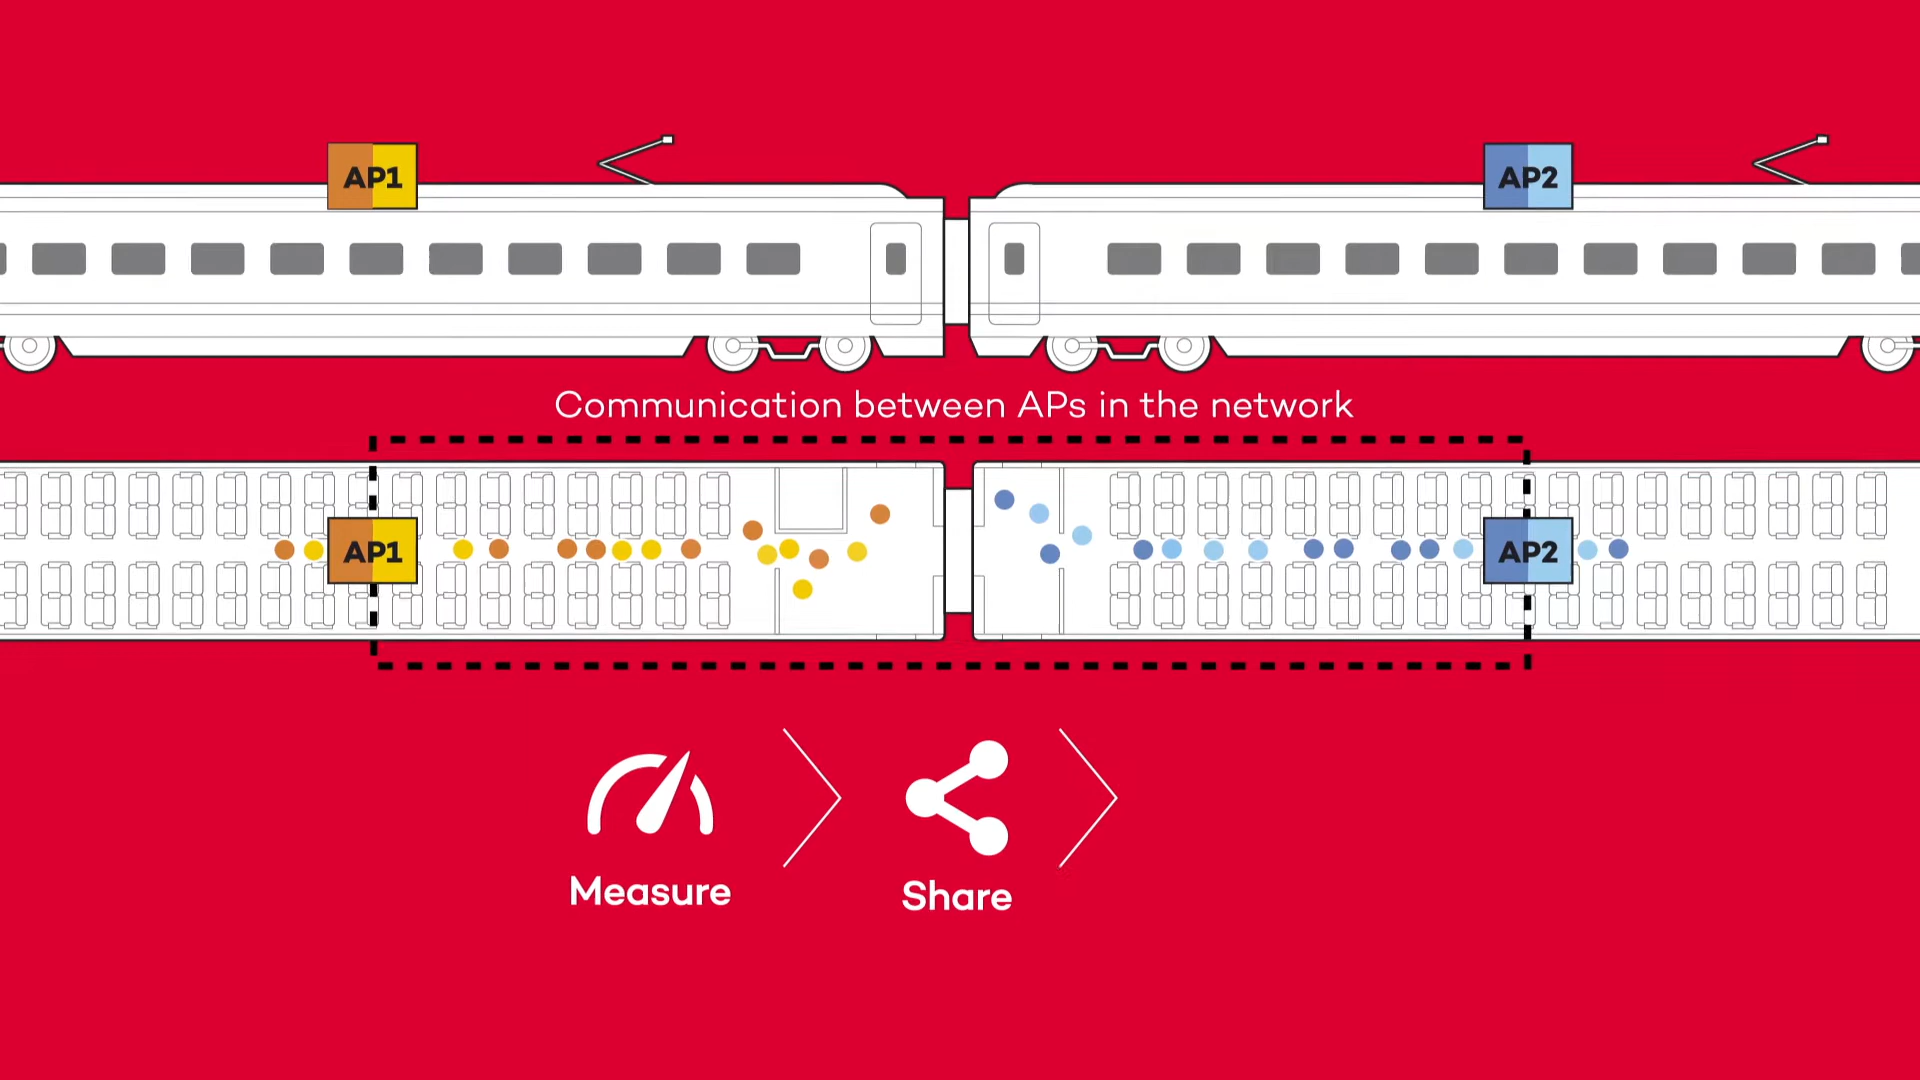 AP1
AP2
Communication between APs in the network
AP1
AP2
Measure
Share